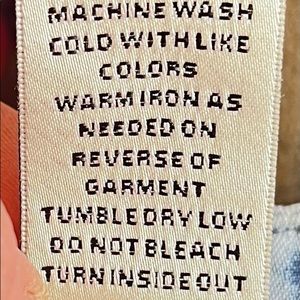 MACHINE WASH
COLD WITH LIKE
COLORS
WARM IRON AS
NEEDED ON
REVERSE OF
GARMENT
TUMBLE DRY LOW
DO NOT BLEACH
TURN INSIDE OUT